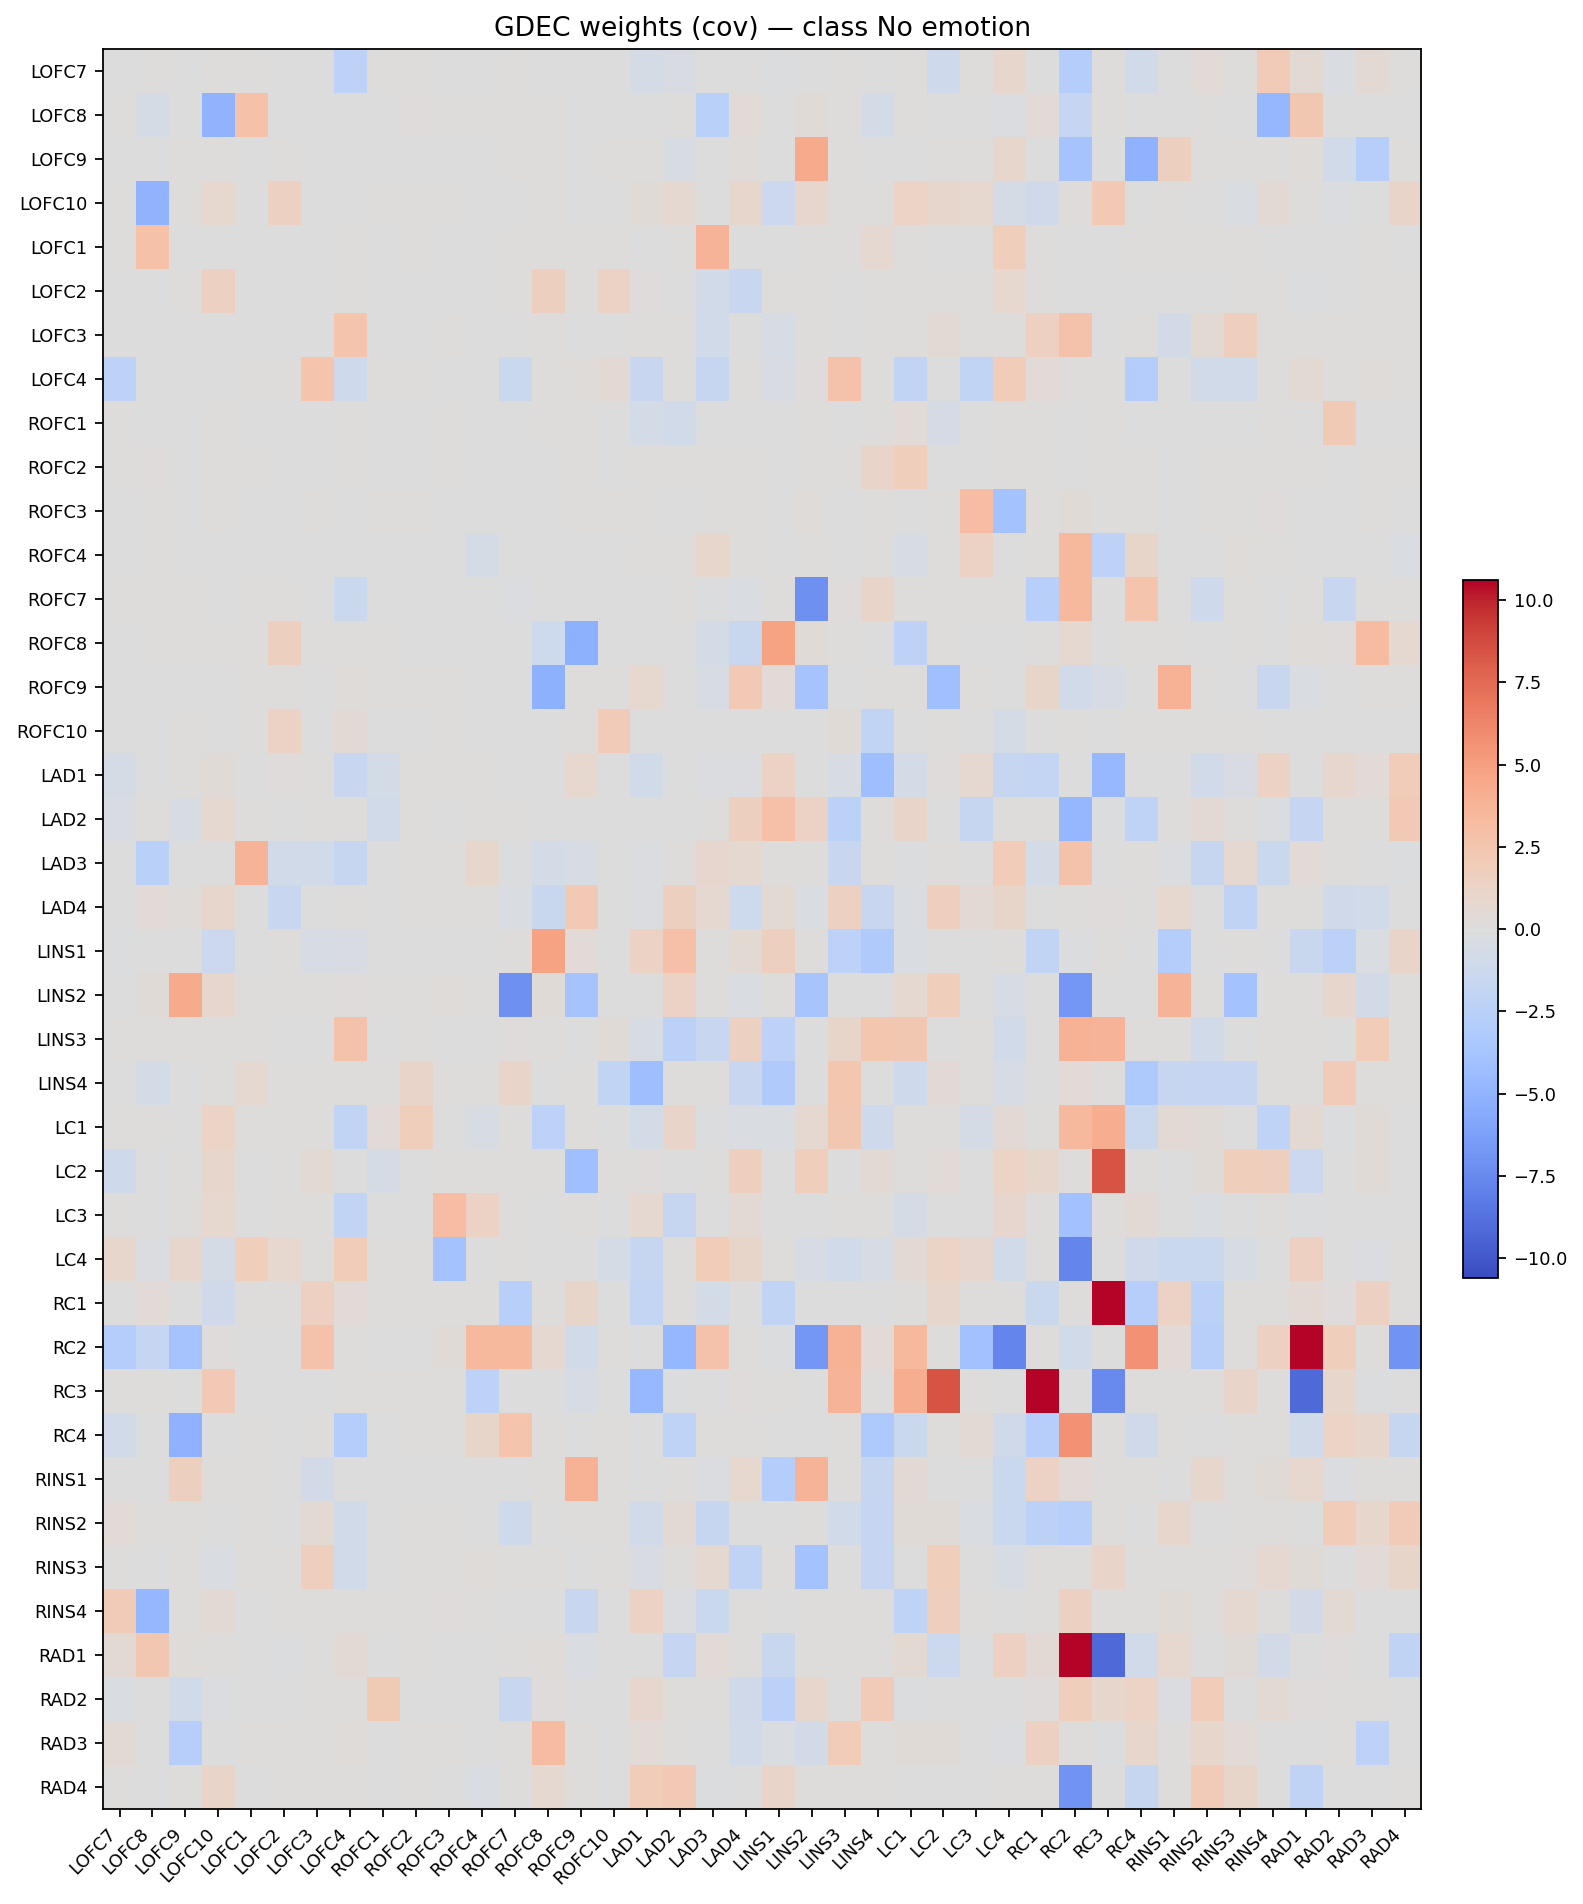 GDEC weights (cov) — class No emotion
LOFC7
LOFC8
LOFC9
LOFC10
LOFC1
LOFC2
LOFC3
LOFC4
ROFC1
ROFC2
ROFC3
ROFC4
ROFC7
ROFC8
ROFC9
ROFC10
LAD1
LAD2
LAD3
LAD4
LINS1
LINS2
LINS3
LINS4
LC1
LC2
LC3
LC4
RC1
RC2
RC3
RC4
RINS1
RINS2
RINS3
RINS4
RAD1
RAD2
RAD3
RAD4
LOFC7 LOFC8 LOFC9 LOFC10 LOFC1 LOFC2 LOFC3 LOFC4 ROFC1 ROFC2 ROFC3 ROFC4 ROFC7 ROFC8 ROFC9 ROFC10 LAD1 LAD2 LAD3 LAD4 LINS1 LINS2 LINS3 LINS4 LC1 LC2 LC3 LC4 RC1 RC2 RC3 RC4 RINS1 RINS2 RINS3 RINS4 RAD1 RAD2 RAD3 RAD4
10.0
7.5
5.0
2.5
0.0
−2.5
−5.0
−7.5
−10.0